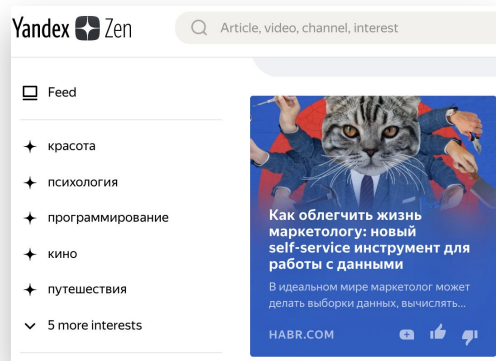 Yandex Zen
Article, video, channel, interest
Feed
красота
психология
программирование
кино
путешествия
5 more interests
Как облегчить жизнь
маркетологу: новый
self-service инструмент для
работы с данными
В идеальном мире маркетолог может
делать выборки данных, вычислять...
HABR.COM